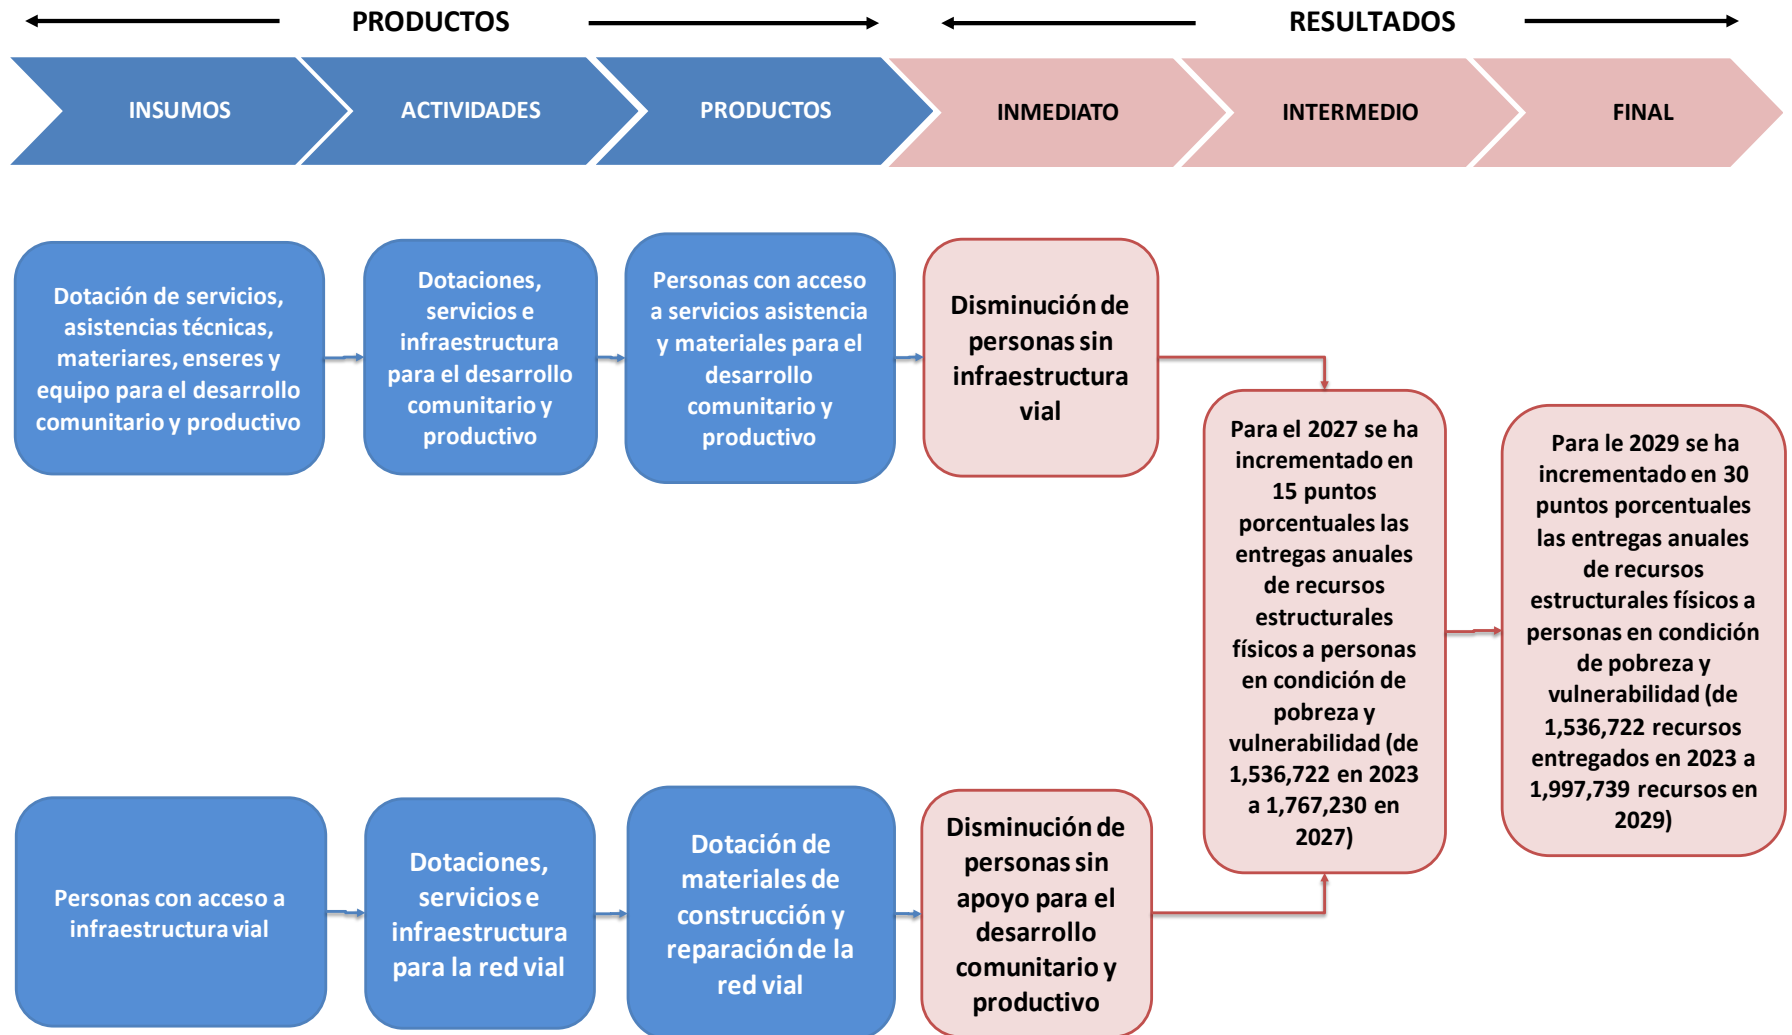 PRODUCTOS
RESULTADOS
INSUMOS
ACTIVIDADES
PRODUCTOS
INMEDIATO
INTERMEDIO
FINAL
Dotación de servicios,
asistencias técnicas,
materiares, enseres y
equipo para el desarrollo
comunitario y productivo
Dotaciones,
servicios e
infraestructura
para el desarrollo
comunitario y
productivo
Personas con acceso
a servicios asistencia
y materiales para el
desarrollo
comunitario y
productivo
Disminución de
personas sin
infraestructura
vial
Para el 2027 se ha
incrementado en
15 puntos
porcentuales las
entregas anuales
de recursos
estructurales
físicos a personas
en condición de
pobreza y
vulnerabilidad (de
1,536,722 en 2023
a 1,767,230 en
2027)
Para le 2029 se ha
incrementado en 30
puntos porcentuales
las entregas anuales
de recursos
estructurales físicos a
personas en condición
de pobreza y
vulnerabilidad (de
1,536,722 recursos
entregados en 2023 a
1,997,739 recursos en
2029)
Personas con acceso a
infraestructura vial
Dotaciones,
servicios e
infraestructura
para la red vial
Dotación de
materiales de
construcción y
reparación de la
red vial
Disminución de
personas sin
apoyo para el
desarrollo
comunitario y
productivo